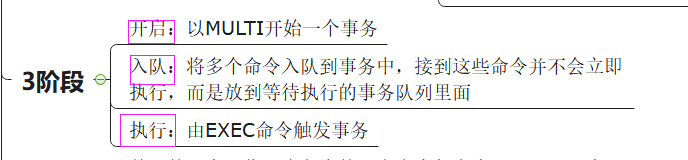 开启：以MULTI开始一个事务
3阶段
入队：将多个命令入队到事务中，接到这些命令并不会立即
执行，而是放到等待执行的事务队列里面
执行：由EXEC命令触发事务